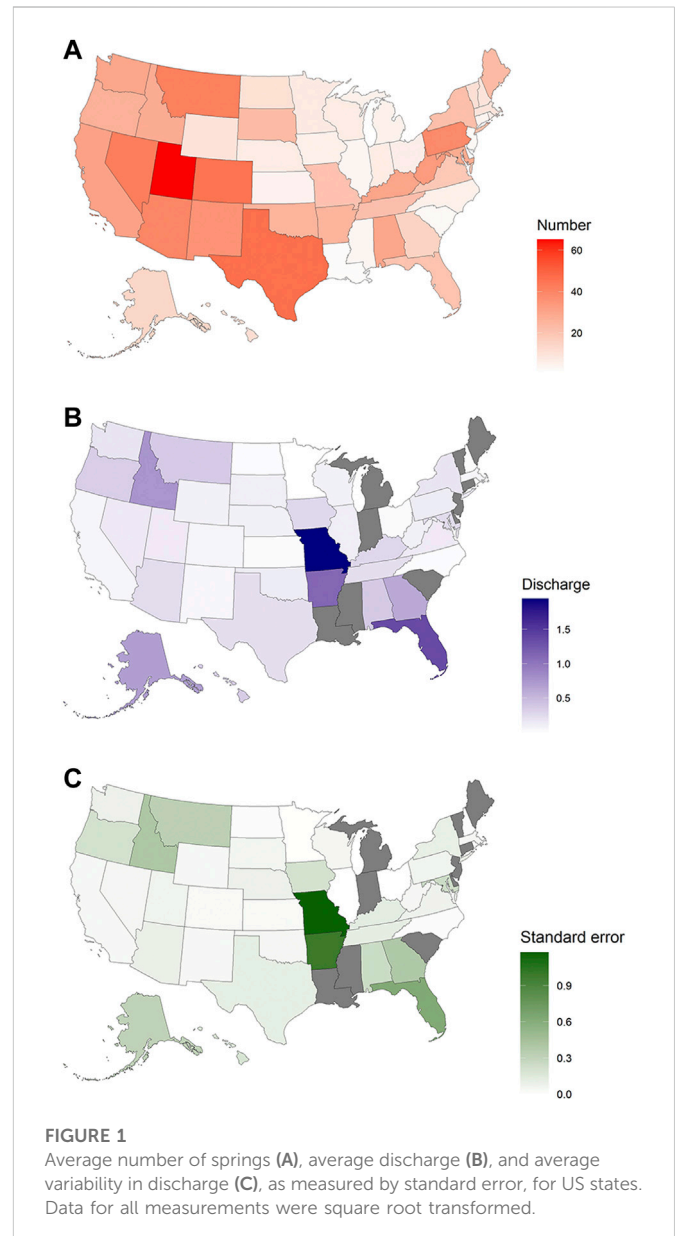 A
Number
60
40
20
B
Discharge
1.5
1.0
0.5
C
Standard error
0.9
0.6
0.3
0.0
FIGURE 1
Average number of springs (A), average discharge (B), and average
variability in discharge (C), as measured by standard error, for US states.
Data for all measurements were square root transformed.